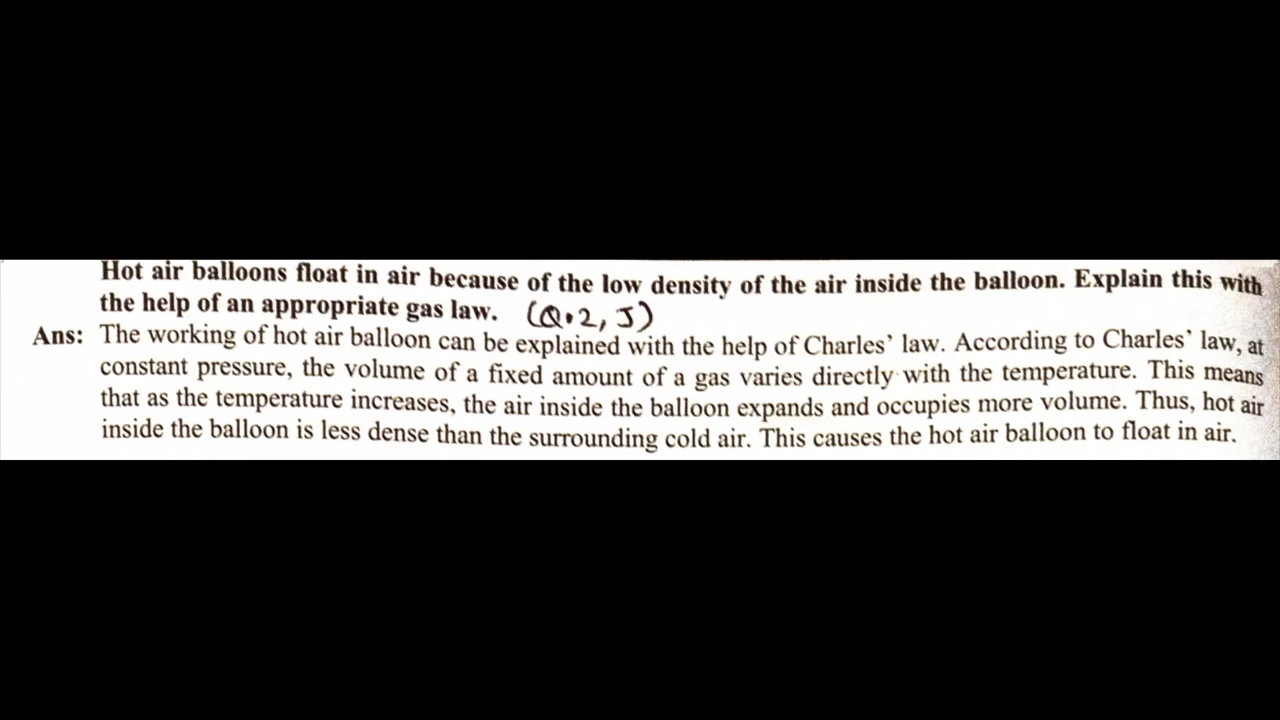 Hot air balloons float in air because of the low density of the air inside the balloon. Explain this with
the help of an appropriate gas law. (Q.2, J)
Ans: The working of hot air balloon can be explained with the help of Charles’ law. According to Charles’ law, at
constant pressure, the volume of a fixed amount of a gas varies directly with the temperature. This means
that as the temperature increases, the air inside the balloon expands and occupies more volume. Thus, hot air
inside the balloon is less dense than the surrounding cold air. This causes the hot air balloon to float in air.